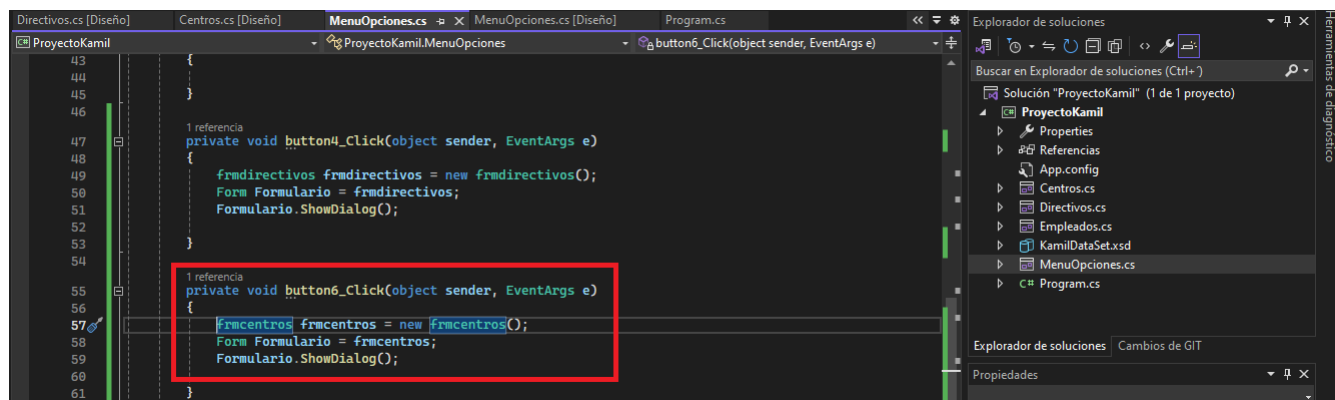 Directivos.cs [Diseño]
Centros.cs [Diseño]
MenuOpciones.cs
MenuOpciones.cs [Diseño]
Program.cs
C# ProyectoKamil
ProyectoKamil.MenuOpciones
button6_Click(object sender, EventArgs e)
43 {
44
45 }
46
1 referencia
47 private void button4_Click(object sender, EventArgs e)
48 {
49 frmdirectivos frmdirectivos = new frmdirectivos();
50 Form Formulario = frmdirectivos;
51 Formulario.ShowDialog();
52
53 }
54
1 referencia
55 private void button6_Click(object sender, EventArgs e)
56 {
57 frmcentros frmcentros = new frmcentros();
58 Form Formulario = frmcentros;
59 Formulario.ShowDialog();
60
61 }
Explorador de soluciones
Buscar en Explorador de soluciones (Ctrl+´)
Solución "ProyectoKamil" (1 de 1 proyecto)
C# ProyectoKamil
Properties
Referencias
App.config
Centros.cs
Directivos.cs
Empleados.cs
KamilDataSet.xsd
MenuOpciones.cs
C# Program.cs
Explorador de soluciones
Cambios de GIT
Propiedades
Herramientas de diagnóstico